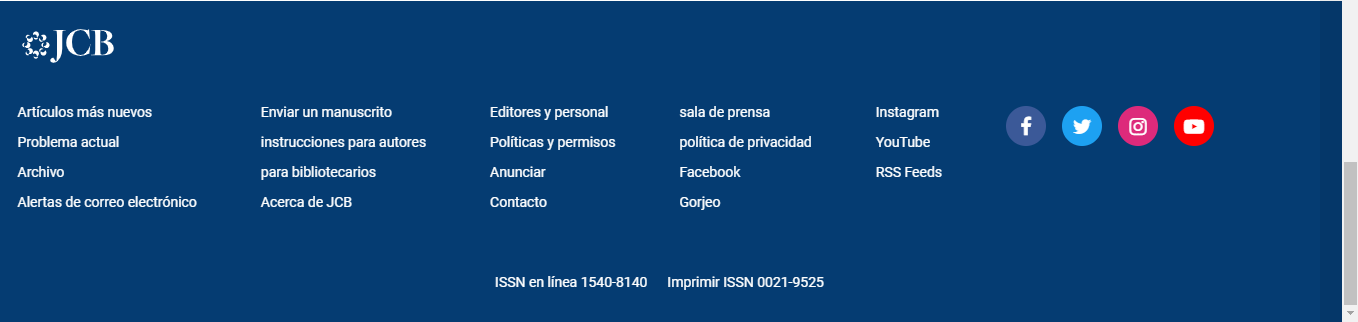 JCB
Artículos más nuevos
Problema actual
Archivo
Alertas de correo electrónico
Enviar un manuscrito
instrucciones para autores
para bibliotecarios
Acerca de JCB
Editores y personal
Políticas y permisos
Anunciar
Contacto
sala de prensa
política de privacidad
Facebook
Gorjeo
Instagram
YouTube
RSS Feeds
ISSN en línea 1540-8140 Imprimir ISSN 0021-9525